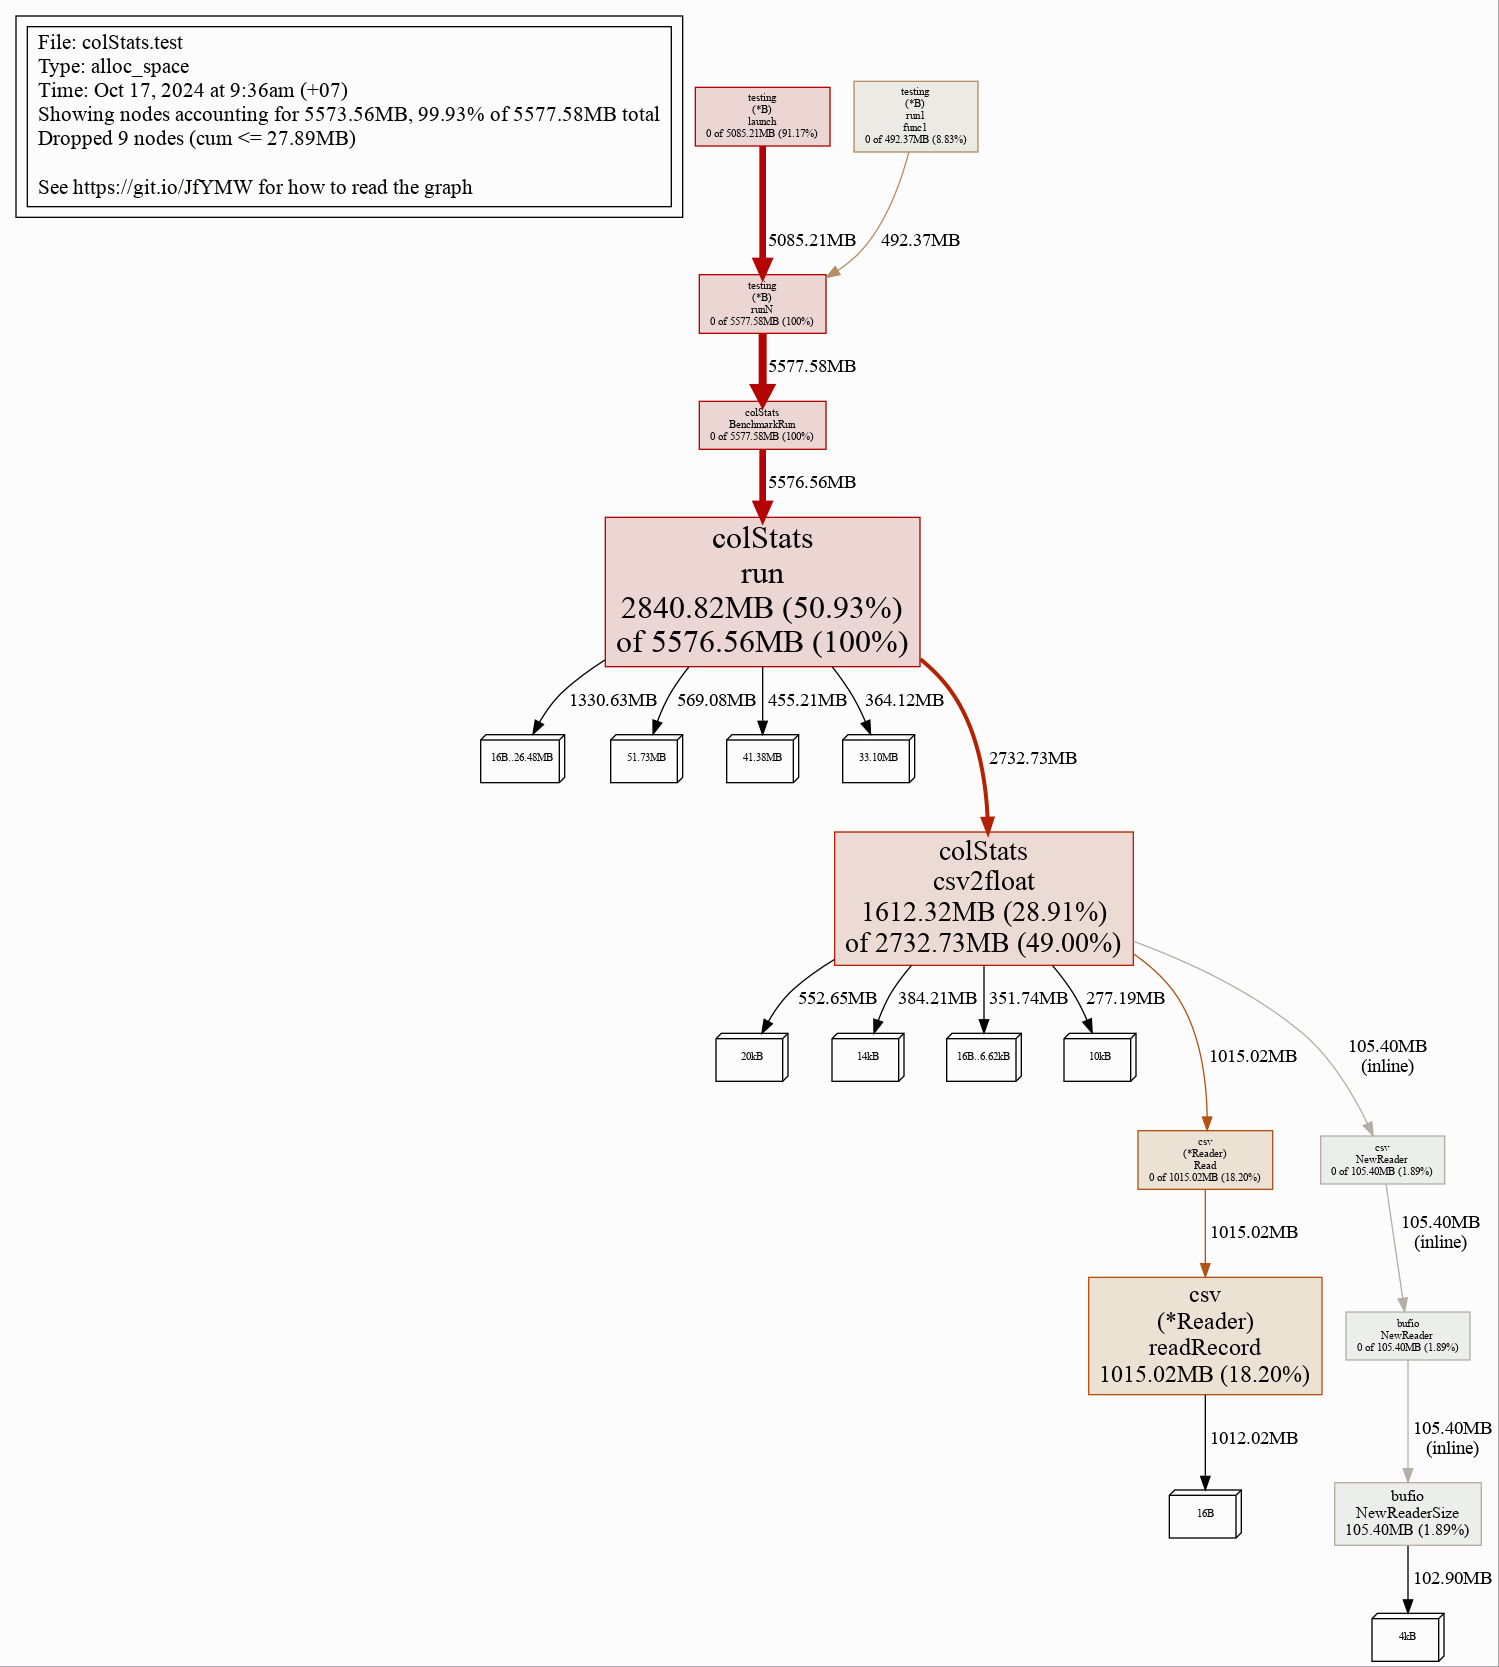 File: colStats.test
Type: alloc_space
Time: Oct 17, 2024 at 9:36am (+07)
Showing nodes accounting for 5573.56MB, 99.93% of 5577.58MB total
Dropped 9 nodes (cum <= 27.89MB)
See https://git.io/JfYMW for how to read the graph
testing
(*B)
launch
0 of 5085.21MB (91.17%)
testing
(*B)
run1
func1
0 of 492.37MB (8.83%)
5085.21MB
492.37MB
testing
(*B)
runN
0 of 5577.58MB (100%)
5577.58MB
colStats
BenchmarkRun
0 of 5577.58MB (100%)
5576.56MB
colStats
run
2840.82MB (50.93%)
of 5576.56MB (100%)
1330.63MB
569.08MB
455.21MB
364.12MB
2732.73MB
16B..26.48MB
51.73MB
41.38MB
33.10MB
colStats
csv2float
1612.32MB (28.91%)
of 2732.73MB (49.00%)
552.65MB
384.21MB
351.74MB
277.19MB
1015.02MB
105.40MB
(inline)
20kB
14kB
16B..6.62kB
10kB
csv
(*Reader)
Read
0 of 1015.02MB (18.20%)
csv
NewReader
0 of 105.40MB (1.89%)
1015.02MB
105.40MB
(inline)
csv
(*Reader)
readRecord
1015.02MB (18.20%)
bufio
NewReader
0 of 105.40MB (1.89%)
1012.02MB
105.40MB
(inline)
16B
bufio
NewReaderSize
105.40MB (1.89%)
102.90MB
4kB